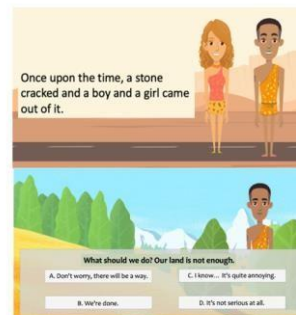 Once upon the time, a stone
cracked and a boy and a girl came
out of it.
What should we do? Our land is not enough.
A. Don't worry, there will be a way.
C. I know... It's quite annoying.
B. We're done.
D. It's not serious at all.